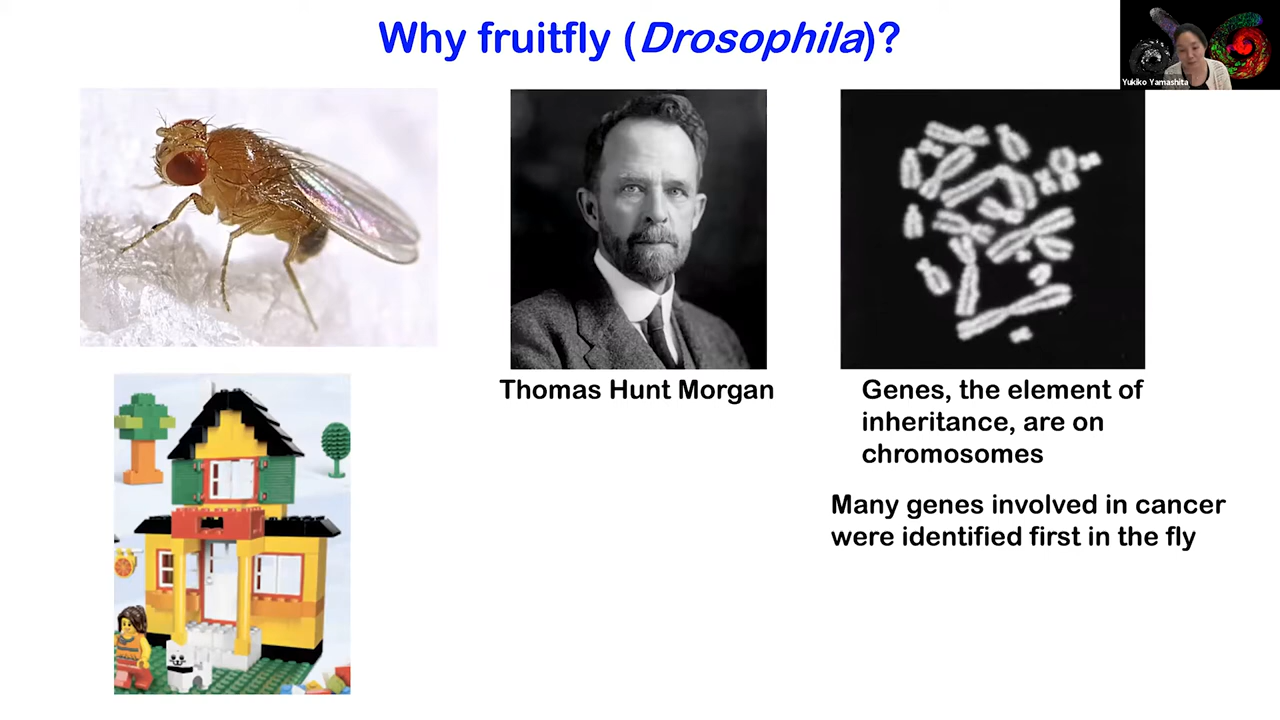 Why fruitfly (Drosophila)?
Yukiko Yamashita
Thomas Hunt Morgan
Genes, the element of
inheritance, are on
chromosomes
Many genes involved in cancer
were identified first in the fly